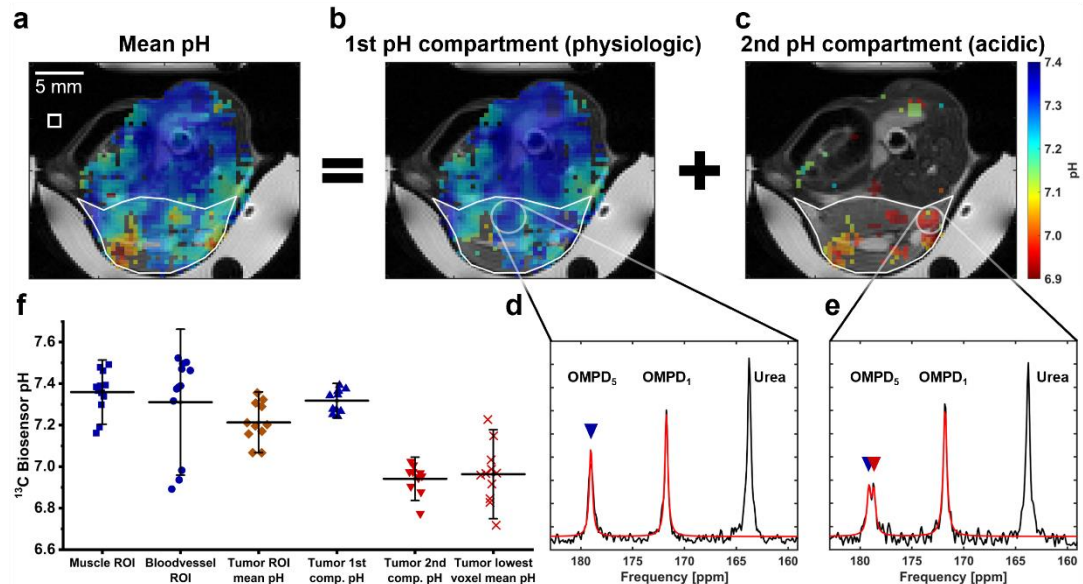 a
Mean pH
5 mm
b
1st pH compartment (physiologic)
c
2nd pH compartment (acidic)
7.4
7.3
7.2
7.1
7.0
6.9
pH
=
+
f
7.6
7.4
7.2
7.0
6.8
6.6
¹³C Biosensor pH
Muscle ROI
Bloodvessel
ROI
Tumor ROI
mean pH
Tumor 1st
comp. pH
Tumor 2nd
comp. pH
Tumor lowest
voxel mean pH
d
OMPD₅
OMPD₁
Urea
180
175
170
165
160
Frequency [ppm]
e
OMPD₅
OMPD₁
Urea
180
175
170
165
160
Frequency [ppm]